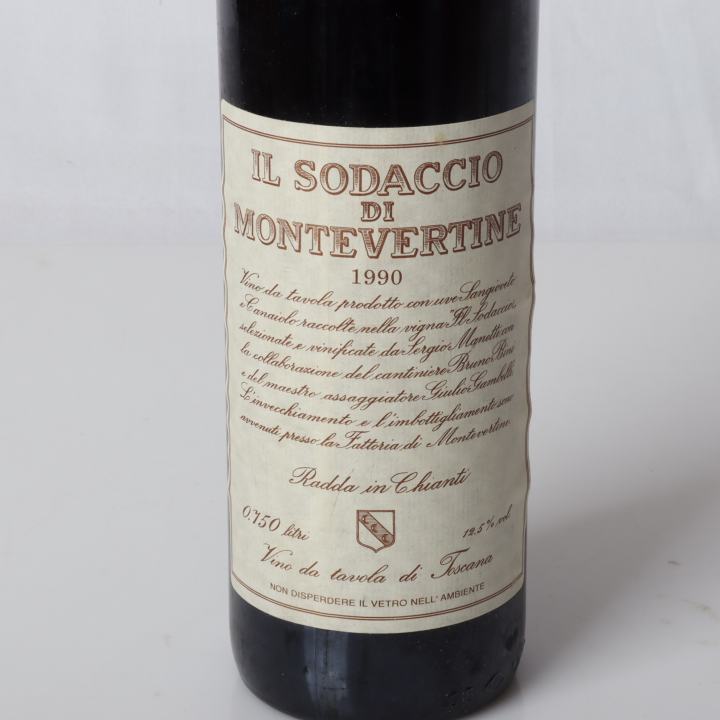 IL SODACCIO
DI
MONTEVERTINE
1990
Vino da tavola prodotto con uve Sangioveto
e Canaiolo raccolte nella vigna "Il Sodaccio,
selezionate e vinificate da Sergio Manetti con
la collaborazione del cantiniere Bruno Bini
e del maestro assaggiatore Giulio Gambelli.
L'invecchiamento e l'imbottigliamento sono
avvenuti presso la Fattoria di Montevertine.
Radda in Chianti
0.750 litri
12.5% vol.
Vino da tavola di Toscana
NON DISPERDERE IL VETRO NELL'AMBIENTE